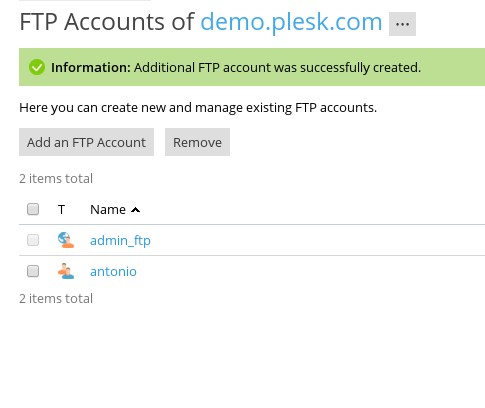 FTP Accounts of demo.plesk.com ...
Information: Additional FTP account was successfully created.
Here you can create new and manage existing FTP accounts.
Add an FTP Account Remove
2 items total
T Name
admin_ftp
antonio
2 items total